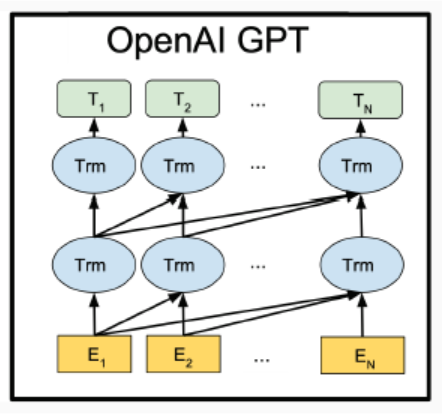 OpenAI GPT
T1 T2 ... TN
Trm Trm ... Trm
Trm Trm ... Trm
E1 E2 ... EN